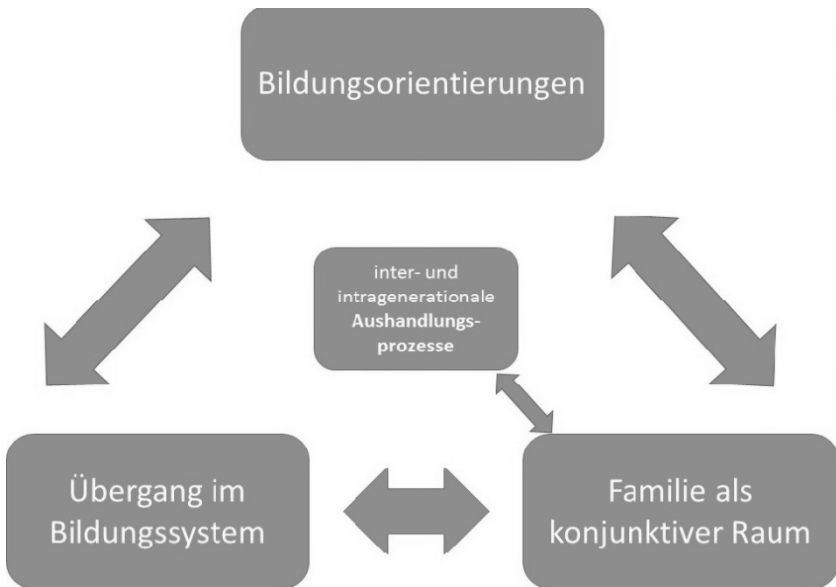 Bildungsorientierungen
inter- und
intragenerationale
Aushandlungs-
prozesse
Übergang im
Bildungssystem
Familie als
konjunktiver Raum